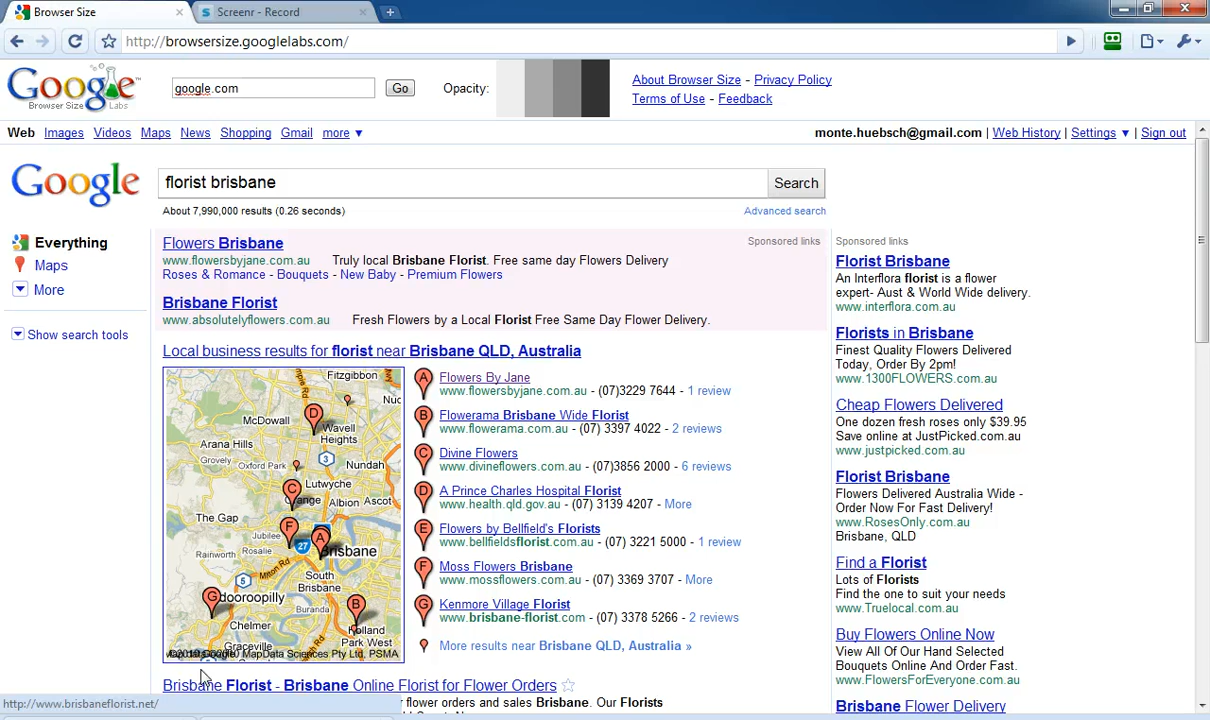 Browser Size
Screenr - Record
http://browsersize.googlelabs.com/
Google
Browser Size Labs
google.com
Go
Opacity:
About Browser Size - Privacy Policy
Terms of Use - Feedback
Web Images Videos Maps News Shopping Gmail more ▼
monte.huebsch@gmail.com | Web History | Settings ▼ | Sign out
Google
florist brisbane
Search
About 7,990,000 results (0.26 seconds)
Advanced search
Everything
Maps
More
Show search tools
Flowers Brisbane
Sponsored links
www.flowersbyjane.com.au Truly local Brisbane Florist. Free same day Flowers Delivery
Roses & Romance - Bouquets - New Baby - Premium Flowers
Brisbane Florist
www.absolutelyflowers.com.au Fresh Flowers by a Local Florist Free Same Day Flower Delivery.
Local business results for florist near Brisbane QLD, Australia
Fitzgibbon
McDowall
D
Wavell
Heights
Arana Hills
Grovely
Oxford Park
3
Nundah
Lutwyche
C
Grange
Albion
Ascot
The Gap
F
Jubilee
A
27
Brisbane
Rainworth
Rosalie
Milton Rd
South
Brisbane
5
G
Indooroopilly
Buranda
B
Chelmer
Holland
Park West
Graceville
MapData Sciences Pty Ltd, PSMA
A Flowers By Jane
www.flowersbyjane.com.au - (07)3229 7644 - 1 review
B Flowerama Brisbane Wide Florist
www.flowerama.com.au - (07) 3397 4022 - 2 reviews
C Divine Flowers
www.divineflowers.com.au - (07)3856 2000 - 6 reviews
D A Prince Charles Hospital Florist
www.health.qld.gov.au - (07) 3139 4207 - More
E Flowers by Bellfield's Florists
www.bellfieldsflorist.com.au - (07) 3221 5000 - 1 review
F Moss Flowers Brisbane
www.mossflowers.com.au - (07) 3369 3707 - More
G Kenmore Village Florist
www.brisbane-florist.com - (07) 3378 5266 - 2 reviews
More results near Brisbane QLD, Australia »
Brisbane Florist - Brisbane Online Florist for Flower Orders
flower orders and sales Brisbane. Our Florists
http://www.brisbaneflorist.net/
Sponsored links
Florist Brisbane
An Interflora florist is a flower
expert- Aust & World Wide delivery.
www.interflora.com.au
Florists in Brisbane
Finest Quality Flowers Delivered
Today, Order By 2pm!
www.1300FLOWERS.com.au
Cheap Flowers Delivered
One dozen fresh roses only $39.95
Save online at JustPicked.com.au
www.justpicked.com.au
Florist Brisbane
Flowers Delivered Australia Wide -
Order Now For Fast Delivery!
www.RosesOnly.com.au
Brisbane, QLD
Find a Florist
Lots of Florists
Find the one to suit your needs
www.Truelocal.com.au
Buy Flowers Online Now
View All Of Our Hand Selected
Bouquets Online And Order Fast.
www.FlowersForEveryone.com.au
Brisbane Flower Delivery